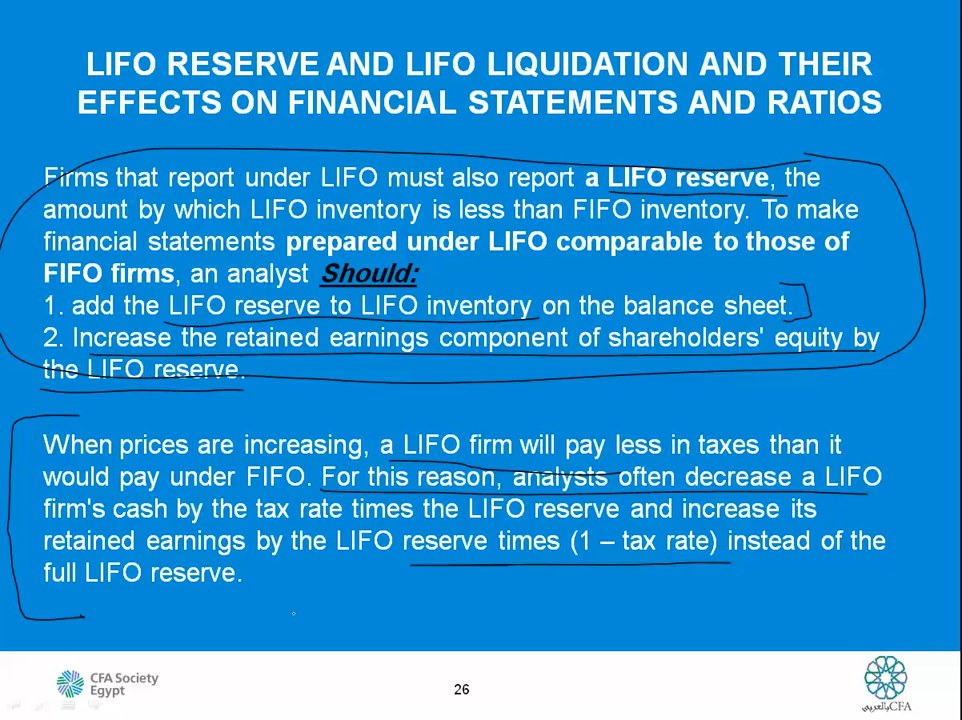 LIFO RESERVE AND LIFO LIQUIDATION AND THEIR
EFFECTS ON FINANCIAL STATEMENTS AND RATIOS
Firms that report under LIFO must also report a LIFO reserve, the
amount by which LIFO inventory is less than FIFO inventory. To make
financial statements prepared under LIFO comparable to those of
FIFO firms, an analyst Should:
1. add the LIFO reserve to LIFO inventory on the balance sheet.
2. Increase the retained earnings component of shareholders' equity by
the LIFO reserve.
When prices are increasing, a LIFO firm will pay less in taxes than it
would pay under FIFO. For this reason, analysts often decrease a LIFO
firm's cash by the tax rate times the LIFO reserve and increase its
retained earnings by the LIFO reserve times (1 – tax rate) instead of the
full LIFO reserve.
CFA Society
Egypt
26
CFA بالعربي